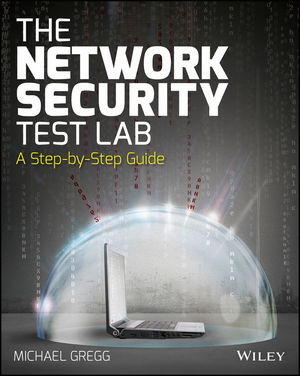 THE
NETWORK
SECURITY
TEST LAB
A Step-by-Step Guide
MICHAEL GREGG
WILEY